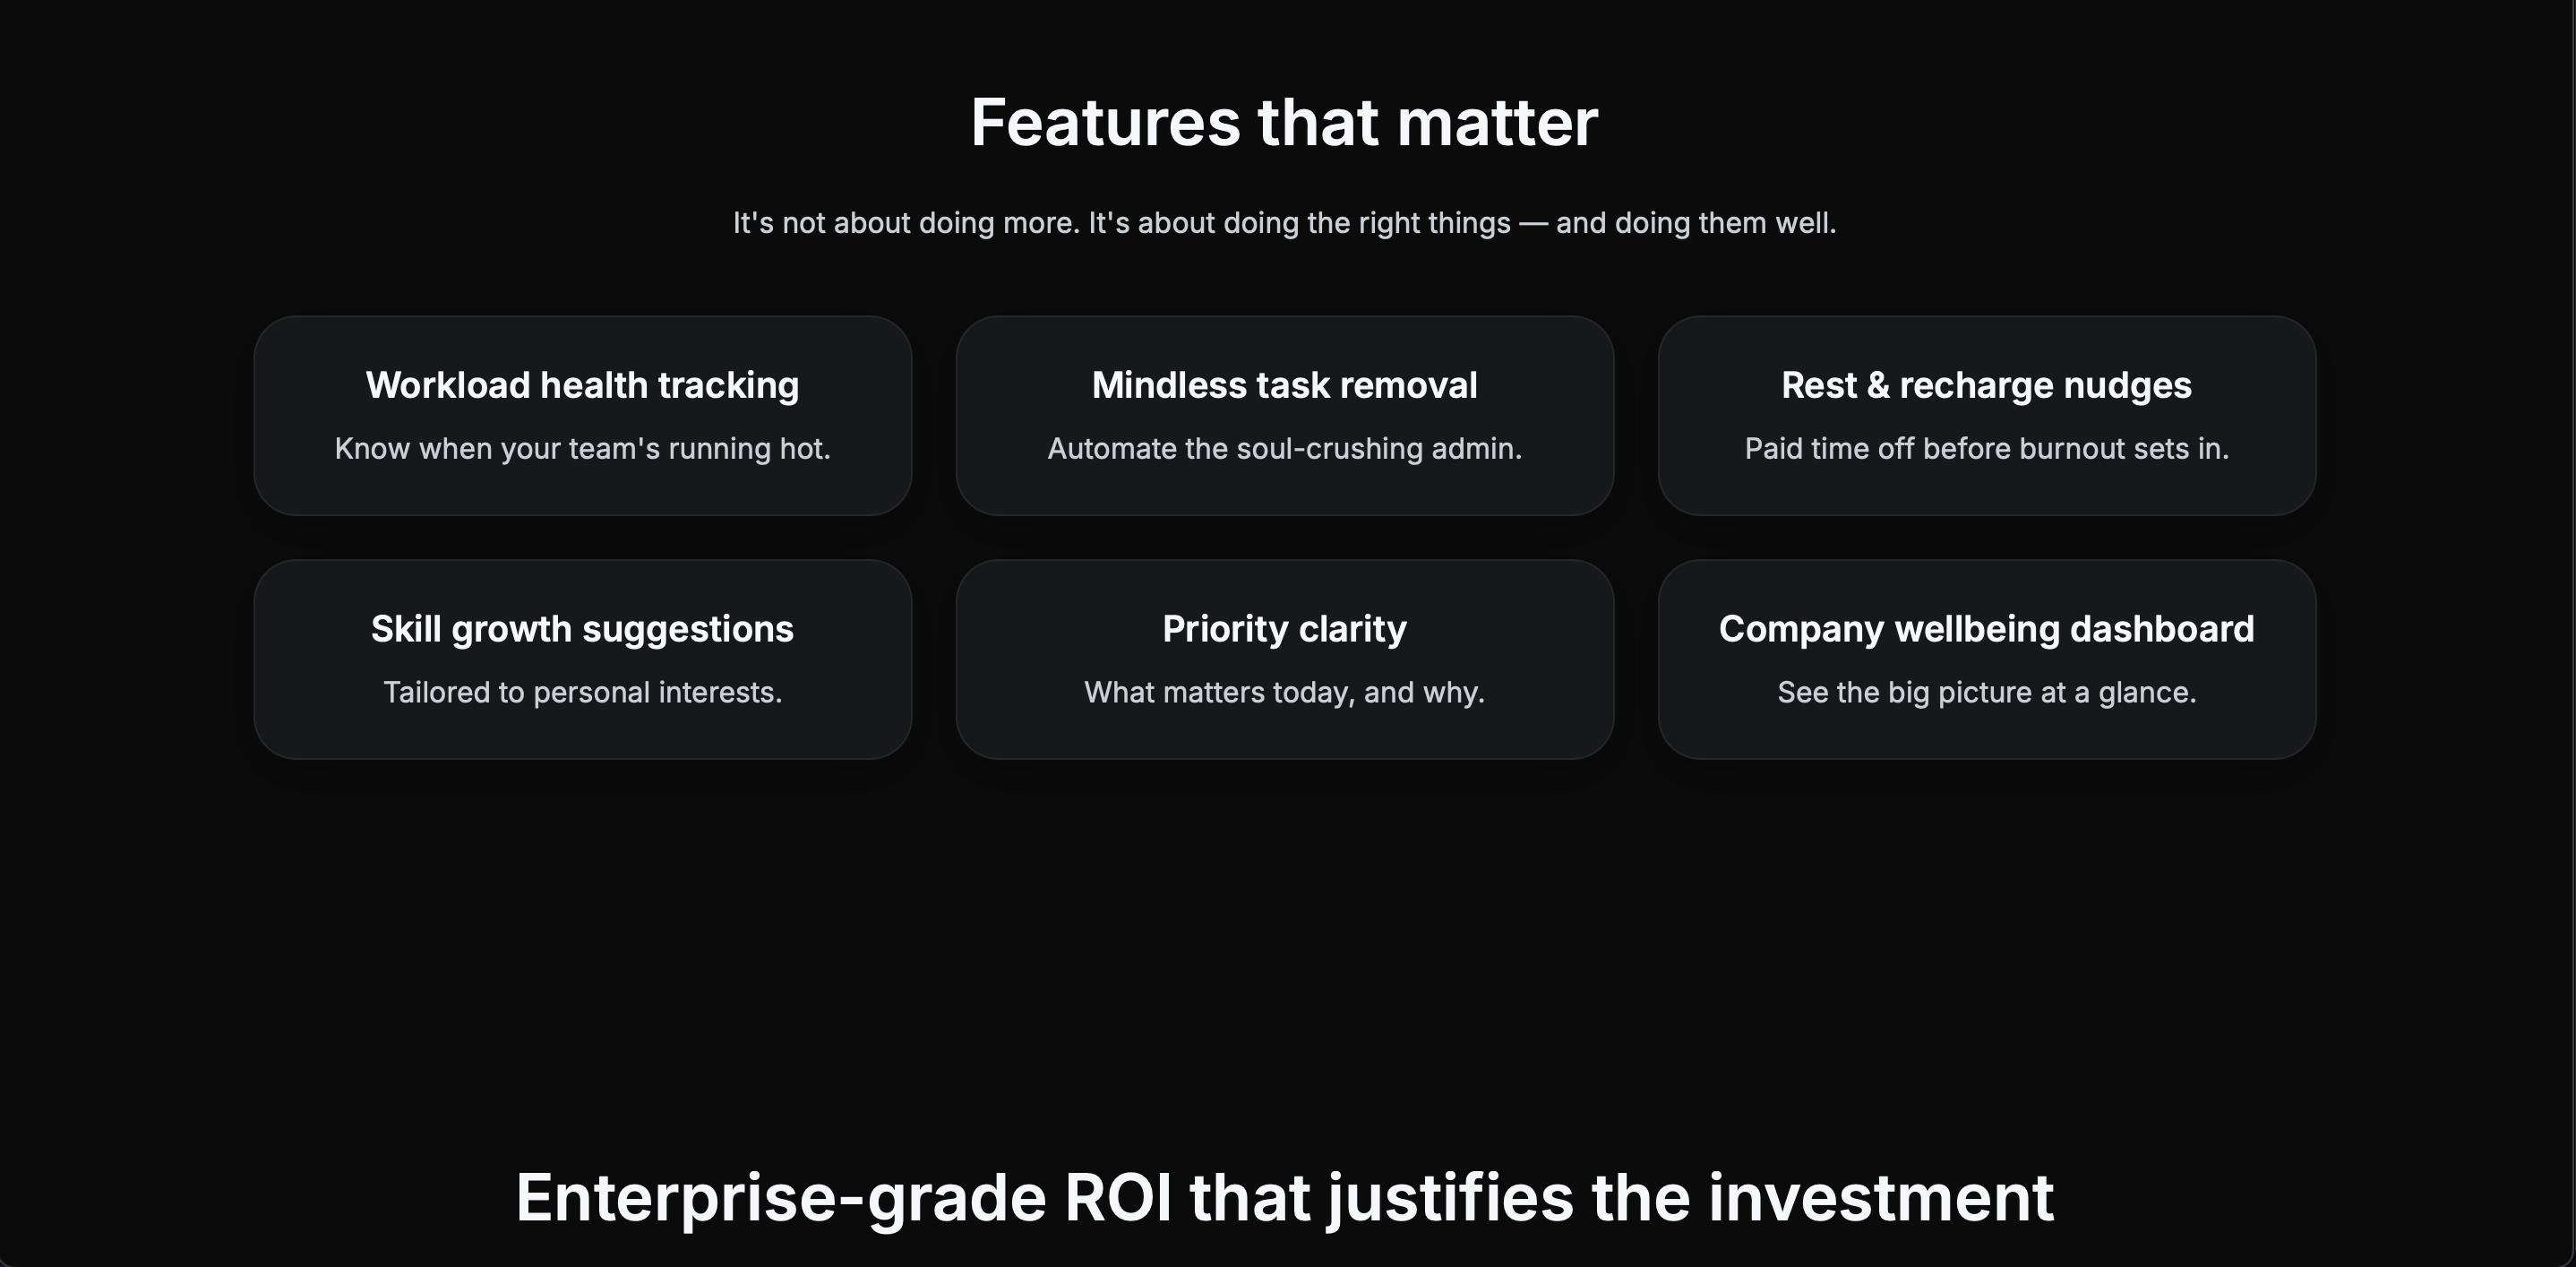 Features that matter
It's not about doing more. It's about doing the right things — and doing them well.
Workload health tracking
Know when your team's running hot.
Mindless task removal
Automate the soul-crushing admin.
Rest & recharge nudges
Paid time off before burnout sets in.
Skill growth suggestions
Tailored to personal interests.
Priority clarity
What matters today, and why.
Company wellbeing dashboard
See the big picture at a glance.
Enterprise-grade ROI that justifies the investment